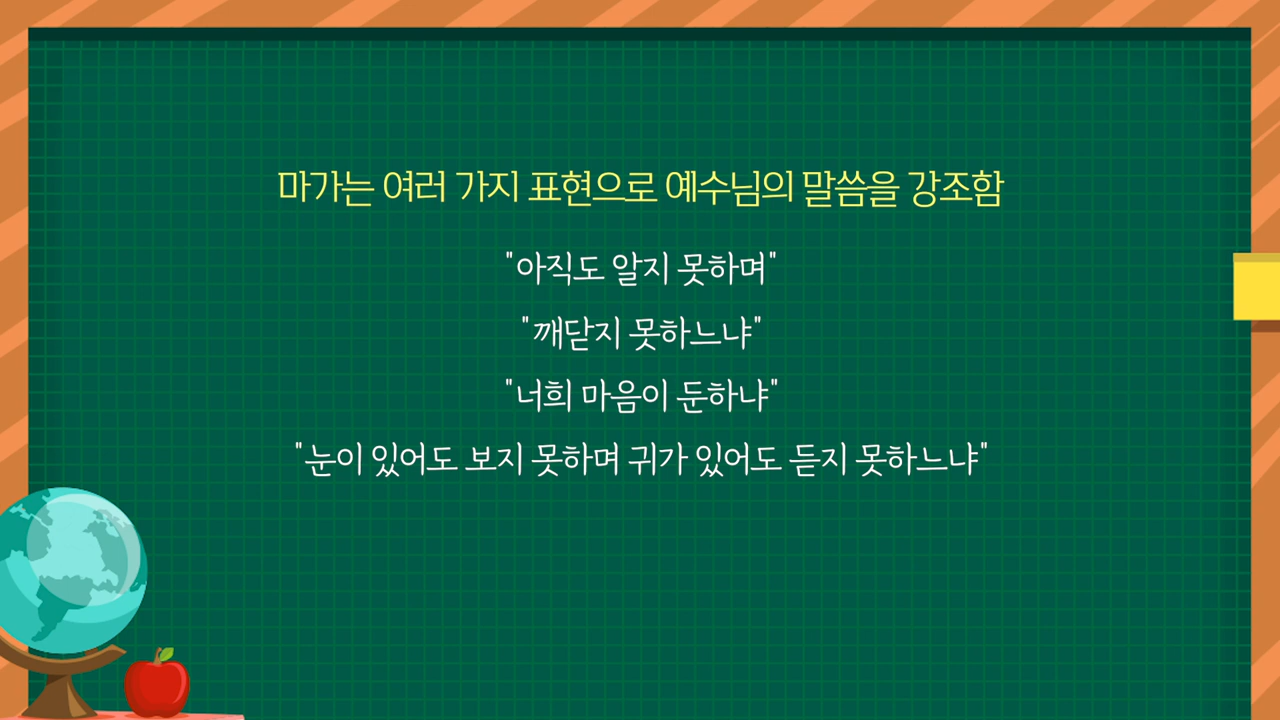 마가는 여러 가지 표현으로 예수님의 말씀을 강조함
"아직도 알지 못하며"
"깨닫지 못하느냐"
"너희 마음이 둔하냐"
"눈이 있어도 보지 못하며 귀가 있어도 듣지 못하느냐"